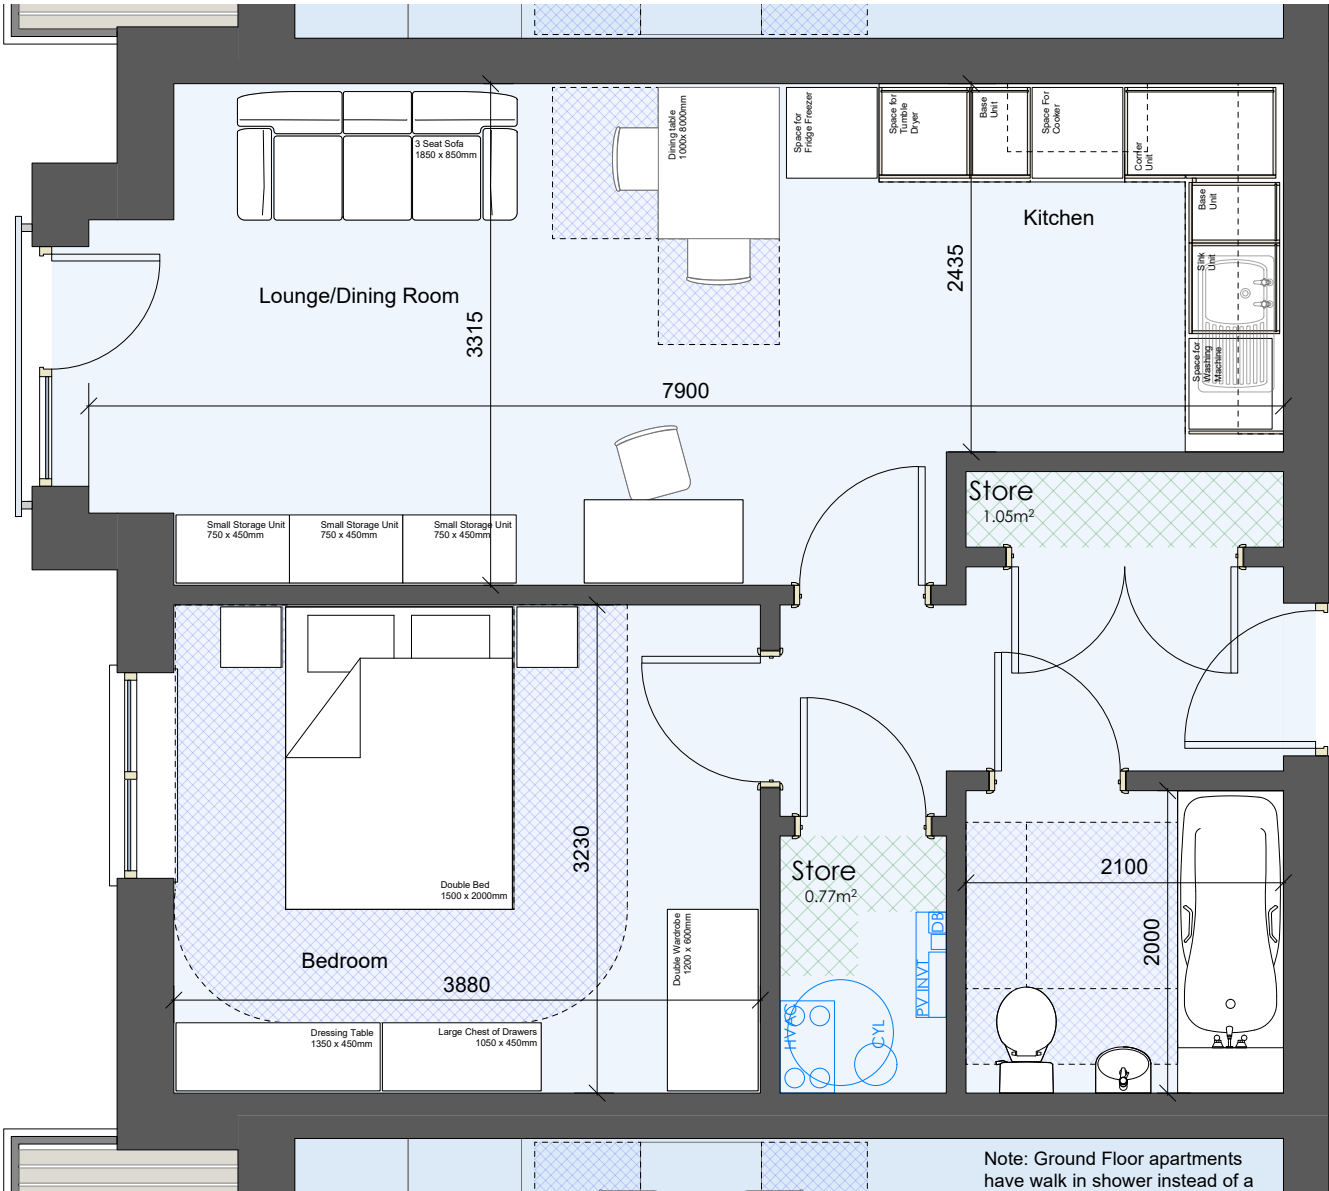 3 Seat Sofa
1850 x 850mm
Dining table
1000x 8000mm
Space for
Fridge Freezer
Space for
Tumble
Dryer
Base
Unit
Space For
Cooker
Corner
Unit
Base
Unit
Sink
Unit
Space for
Washing
Machine
Kitchen
Lounge/Dining Room
3315
2435
7900
Store
1.05m²
Small Storage Unit
750 x 450mm
Small Storage Unit
750 x 450mm
Small Storage Unit
750 x 450mm
Double Bed
1500 x 2000mm
3230
Bedroom
3880
Double Wardrobe
1200 x 600mm
Dressing Table
1350 x 450mm
Large Chest of Drawers
1050 x 450mm
Store
0.77m²
DB
PV INVT
HVAC
CYL
2100
2000
Note: Ground Floor apartments
have walk in shower instead of a